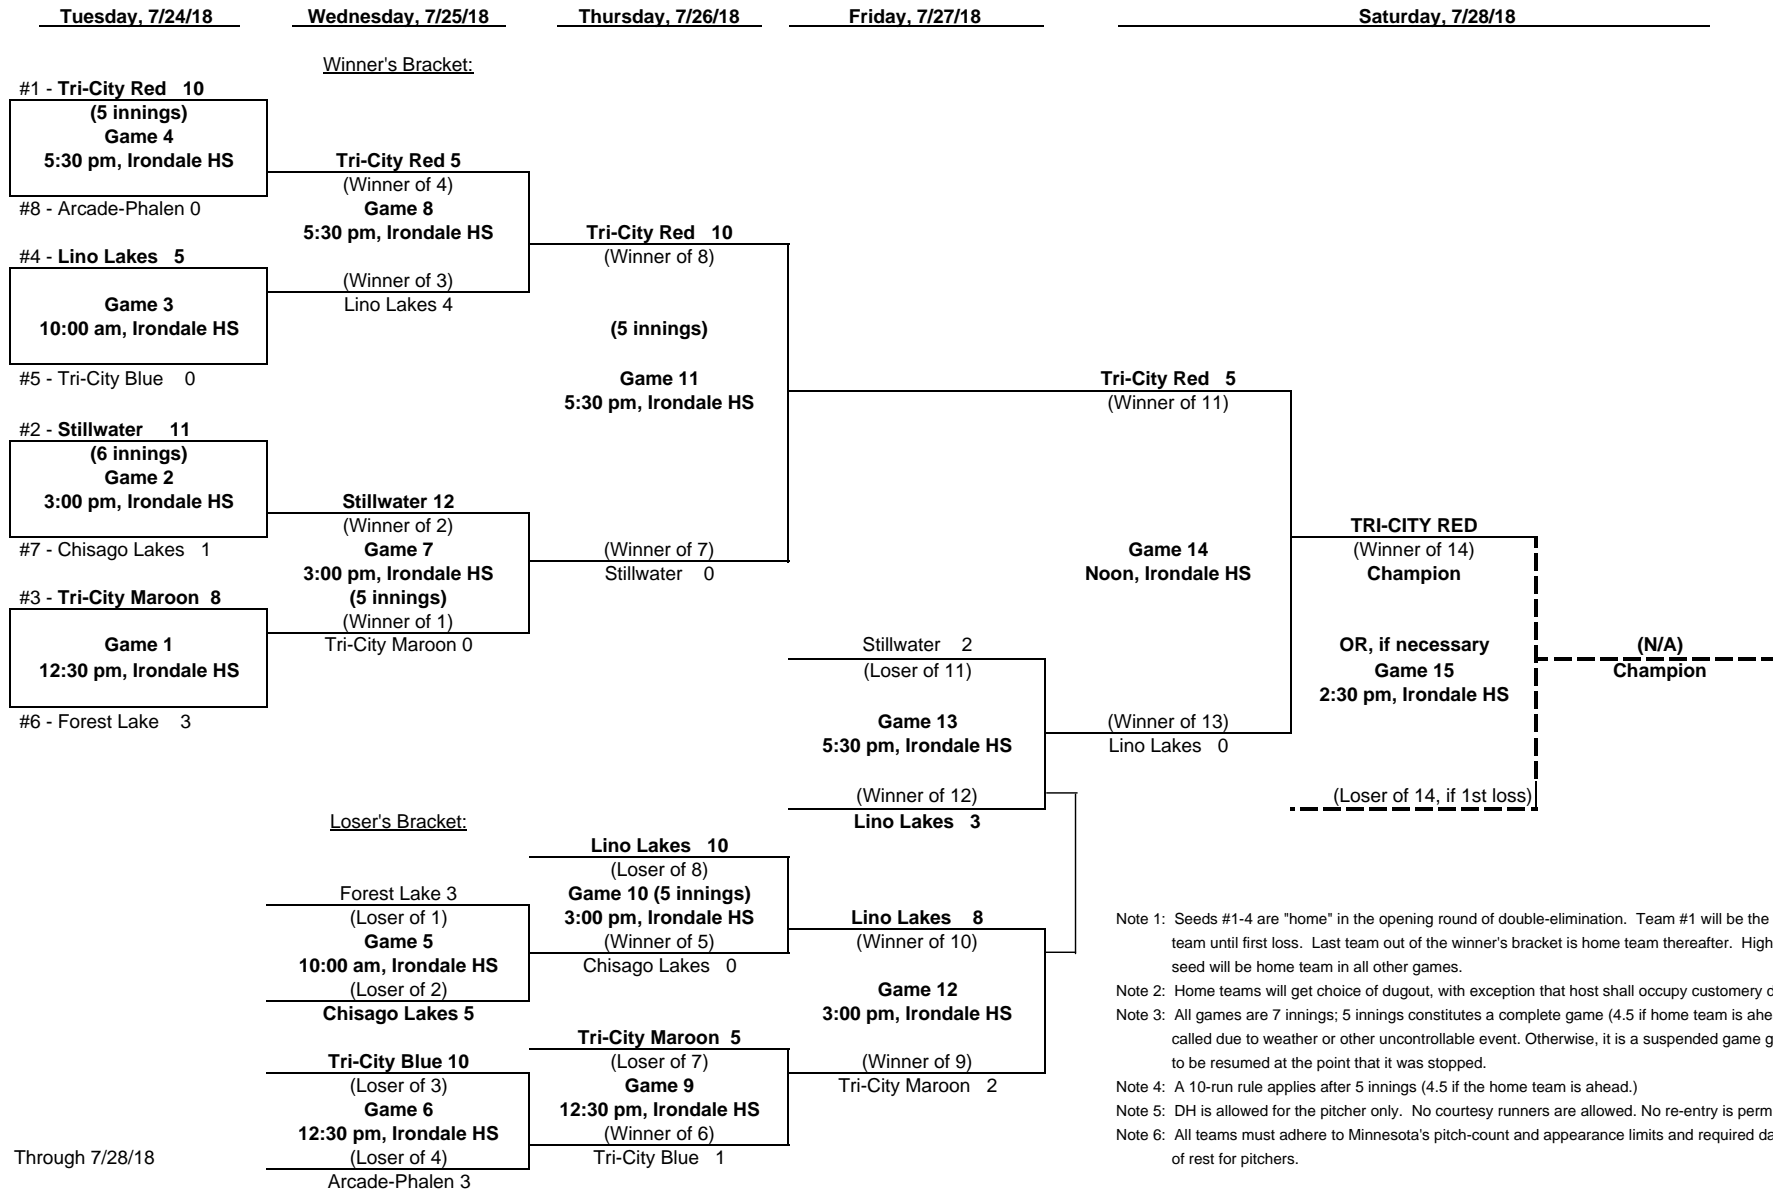 Tuesday, 7/24/18
Wednesday, 7/25/18
Thursday, 7/26/18
Friday, 7/27/18
Saturday, 7/28/18
Winner's Bracket:
#1 - Tri-City Red 10
(5 innings)
Game 4
5:30 pm, Irondale HS
#8 - Arcade-Phalen 0
#4 - Lino Lakes 5
Game 3
10:00 am, Irondale HS
#5 - Tri-City Blue 0
#2 - Stillwater 11
(6 innings)
Game 2
3:00 pm, Irondale HS
#7 - Chisago Lakes 1
#3 - Tri-City Maroon 8
Game 1
12:30 pm, Irondale HS
#6 - Forest Lake 3
Tri-City Red 5
(Winner of 4)
Game 8
5:30 pm, Irondale HS
(Winner of 3)
Lino Lakes 4
Stillwater 12
(Winner of 2)
Game 7
3:00 pm, Irondale HS
(5 innings)
(Winner of 1)
Tri-City Maroon 0
Tri-City Red 10
(Winner of 8)
(5 innings)
Game 11
5:30 pm, Irondale HS
(Winner of 7)
Stillwater 0
Tri-City Red 5
(Winner of 11)
Game 14
Noon, Irondale HS
(Winner of 13)
Lino Lakes 0
TRI-CITY RED
(Winner of 14)
Champion
OR, if necessary
Game 15
2:30 pm, Irondale HS
(Loser of 14, if 1st loss)
(N/A)
Champion
Stillwater 2
(Loser of 11)
Game 13
5:30 pm, Irondale HS
(Winner of 12)
Lino Lakes 3
Loser's Bracket:
Forest Lake 3
(Loser of 1)
Game 5
10:00 am, Irondale HS
(Loser of 2)
Chisago Lakes 5
Tri-City Blue 10
(Loser of 3)
Game 6
12:30 pm, Irondale HS
(Loser of 4)
Arcade-Phalen 3
Lino Lakes 10
(Loser of 8)
Game 10 (5 innings)
3:00 pm, Irondale HS
(Winner of 5)
Chisago Lakes 0
Tri-City Maroon 5
(Loser of 7)
Game 9
12:30 pm, Irondale HS
(Winner of 6)
Tri-City Blue 1
Lino Lakes 8
(Winner of 10)
Game 12
3:00 pm, Irondale HS
(Winner of 9)
Tri-City Maroon 2
Note 1: Seeds #1-4 are "home" in the opening round of double-elimination. Team #1 will be the
team until first loss. Last team out of the winner's bracket is home team thereafter. High
seed will be home team in all other games.
Note 2: Home teams will get choice of dugout, with exception that host shall occupy customery d
Note 3: All games are 7 innings; 5 innings constitutes a complete game (4.5 if home team is ahe
called due to weather or other uncontrollable event. Otherwise, it is a suspended game g
to be resumed at the point that it was stopped.
Note 4: A 10-run rule applies after 5 innings (4.5 if the home team is ahead.)
Note 5: DH is allowed for the pitcher only. No courtesy runners are allowed. No re-entry is perm
Note 6: All teams must adhere to Minnesota's pitch-count and appearance limits and required da
of rest for pitchers.
Through 7/28/18